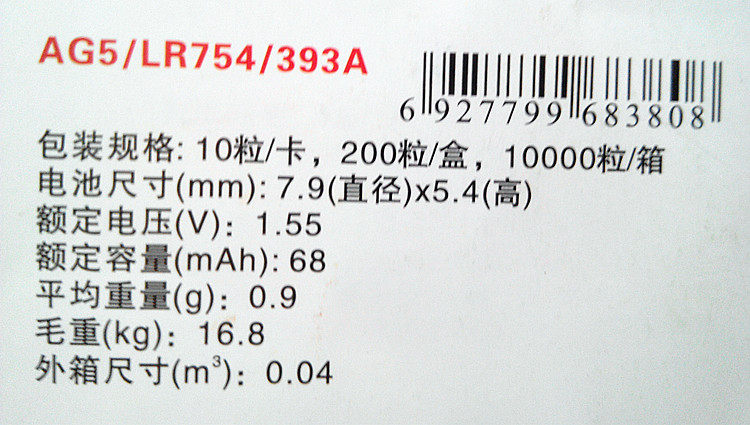 AG5/LR754/393A
6 927799 683808
包装规格: 10粒/卡，200粒/盒，10000粒/箱
电池尺寸(mm): 7.9(直径)x5.4(高)
额定电压(V)：1.55
额定容量(mAh): 68
平均重量(g)：0.9
毛重(kg)：16.8
外箱尺寸(m³)：0.04